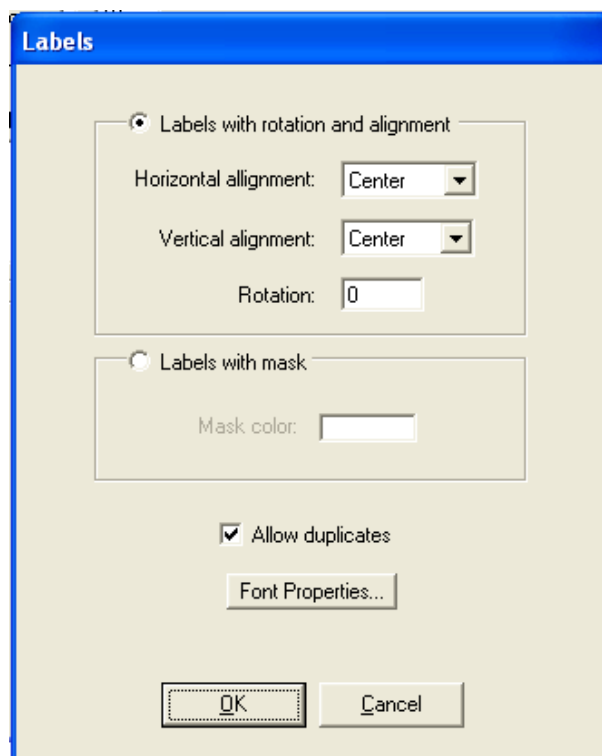 Labels
Labels with rotation and alignment
Horizontal allignment: Center
Vertical alignment: Center
Rotation: 0
Labels with mask
Mask color:
Allow duplicates
Font Properties...
OK Cancel